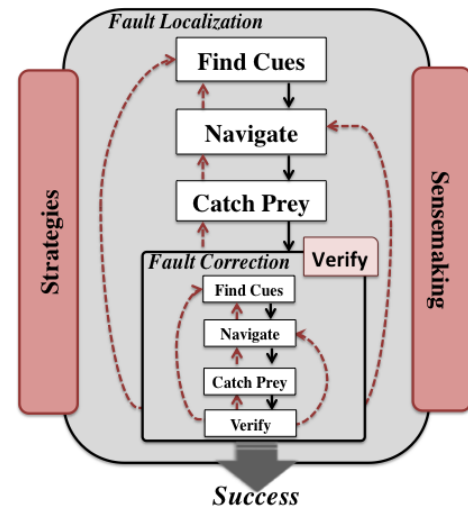 Fault Localization
Find Cues
Navigate
Catch Prey
Strategies
Sensemaking
Fault Correction
Verify
Find Cues
Navigate
Catch Prey
Verify
Success